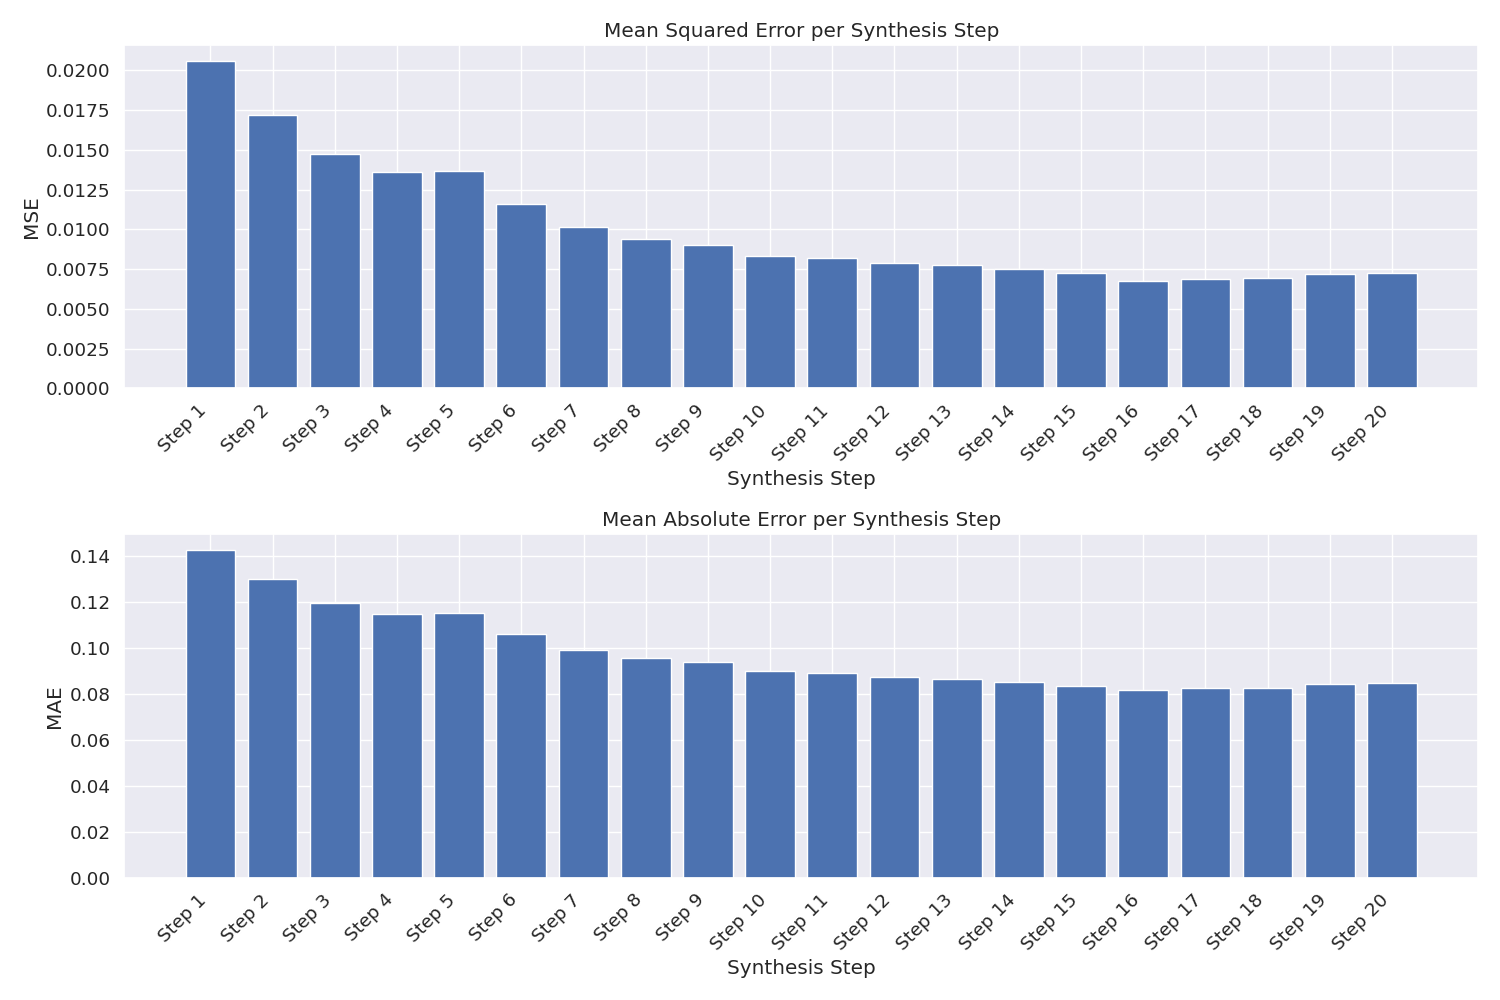 Mean Squared Error per Synthesis Step
MSE
0.0200
0.0175
0.0150
0.0125
0.0100
0.0075
0.0050
0.0025
0.0000
Step 1
Step 2
Step 3
Step 4
Step 5
Step 6
Step 7
Step 8
Step 9
Step 10
Step 11
Step 12
Step 13
Step 14
Step 15
Step 16
Step 17
Step 18
Step 19
Step 20
Synthesis Step
Mean Absolute Error per Synthesis Step
MAE
0.14
0.12
0.10
0.08
0.06
0.04
0.02
0.00
Step 1
Step 2
Step 3
Step 4
Step 5
Step 6
Step 7
Step 8
Step 9
Step 10
Step 11
Step 12
Step 13
Step 14
Step 15
Step 16
Step 17
Step 18
Step 19
Step 20
Synthesis Step